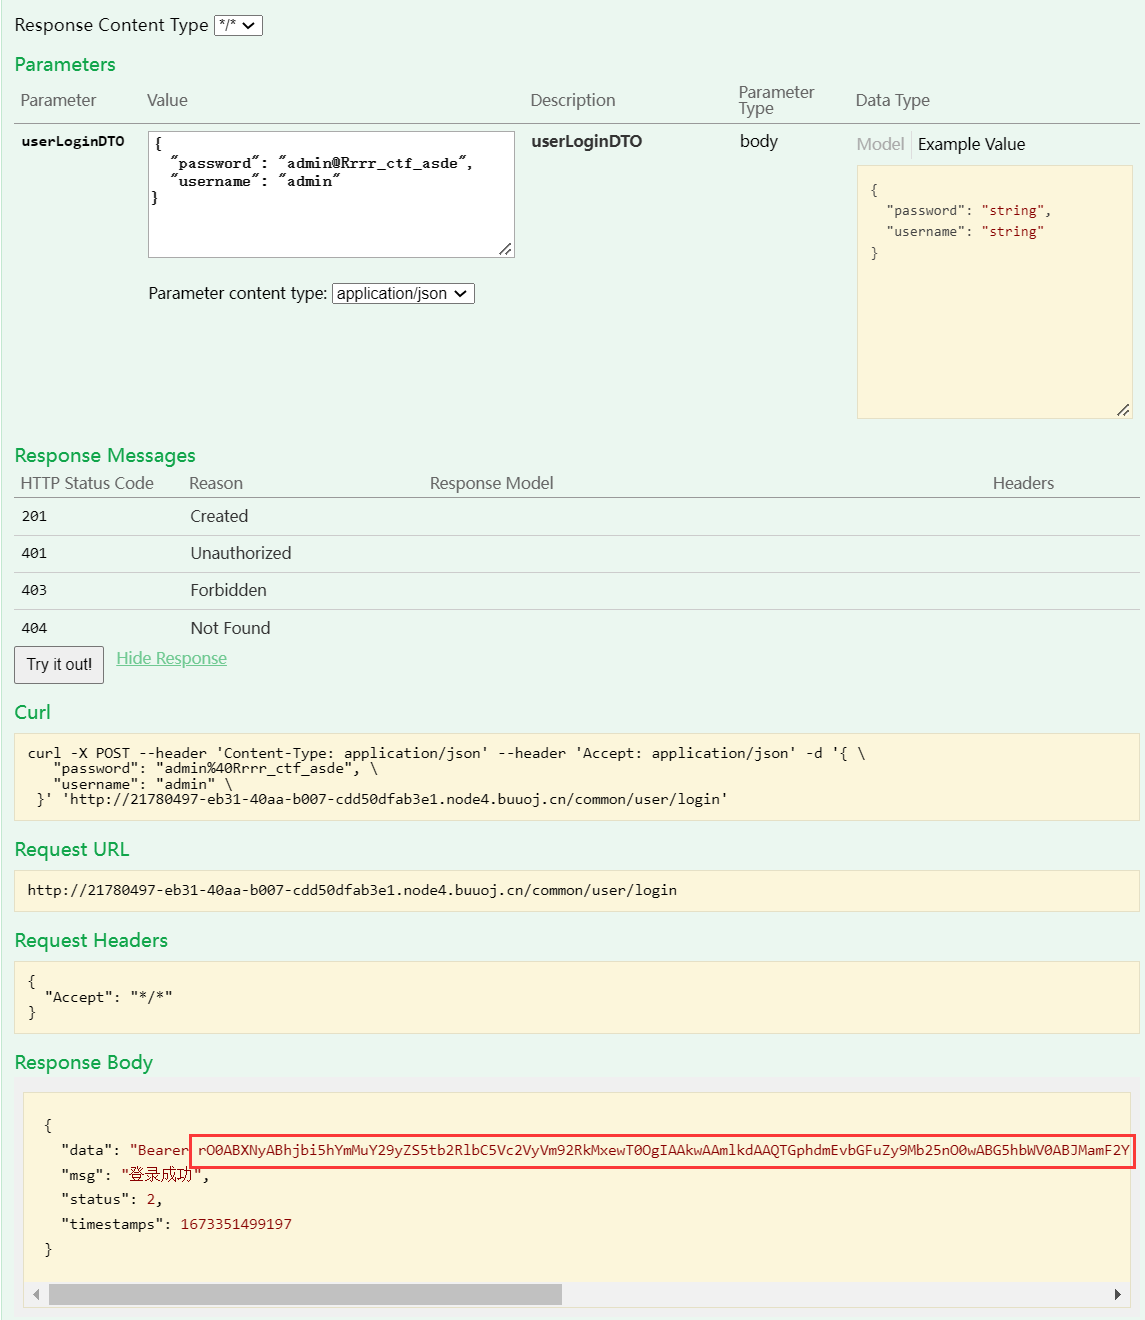 Response Content Type */*
Parameters
Parameter Value Description Parameter Type Data Type
userLoginDTO
{
"password": "admin@Rrrr_ctf_asde",
"username": "admin"
}
Parameter content type: application/json
userLoginDTO
body
Model Example Value
{
"password": "string",
"username": "string"
}
Response Messages
HTTP Status Code Reason Response Model Headers
201 Created
401 Unauthorized
403 Forbidden
404 Not Found
Try it out! Hide Response
Curl
curl -X POST --header 'Content-Type: application/json' --header 'Accept: application/json' -d '{ \
"password": "admin%40Rrrr_ctf_asde", \
"username": "admin" \
}' 'http://21780497-eb31-40aa-b007-cdd50dfab3e1.node4.buuoj.cn/common/user/login'
Request URL
http://21780497-eb31-40aa-b007-cdd50dfab3e1.node4.buuoj.cn/common/user/login
Request Headers
{
"Accept": "*/*"
}
Response Body
{
"data": "Bearer rO0ABXNyABhjbi5hYmMuY29yZS5tb2RlbC5Vc2VyVm92RkMxewT0OgIAAkwAAmlkdAAQTGphdmEvbGFuZy9Mb25nO0wABG5hbWV0ABJMamF2Y
"msg": "登录成功",
"status": 2,
"timestamps": 1673351499197
}